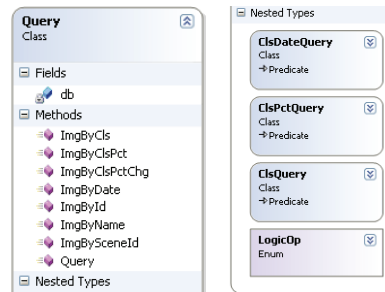 Query
Class
Fields
db
Methods
ImgByCls
ImgByClsPct
ImgByClsPctChg
ImgByDate
ImgById
ImgByName
ImgBySceneId
Query
Nested Types
Nested Types
ClsDateQuery
Class
Predicate
ClsPctQuery
Class
Predicate
ClsQuery
Class
Predicate
LogicOp
Enum